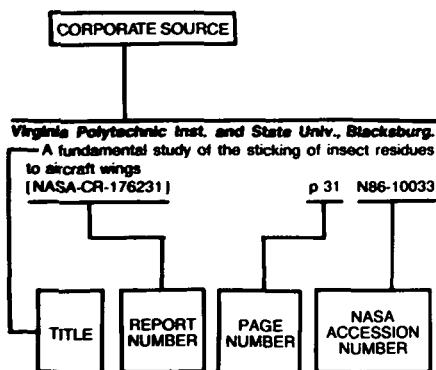 CORPORATE SOURCE
Virginia Polytechnic Inst. and State Univ., Blacksburg.
A fundamental study of the sticking of insect residues
to aircraft wings
[NASA-CR-176231] p 31 N86-10033
TITLE
REPORT
NUMBER
PAGE
NUMBER
NASA
ACCESSION
NUMBER